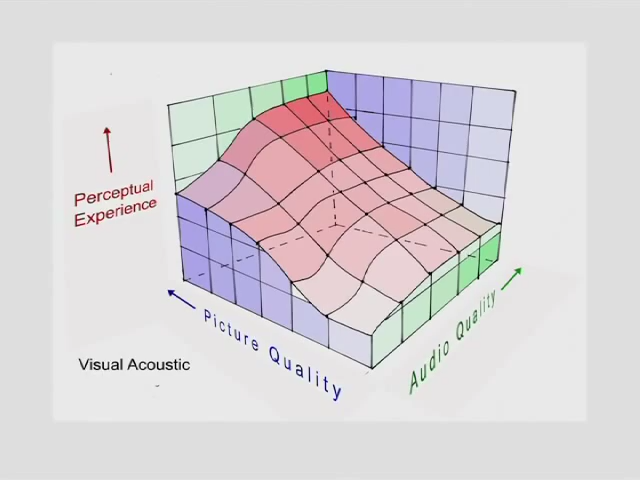 Perceptual
Experience
Picture Quality
Audio Quality
Visual Acoustic